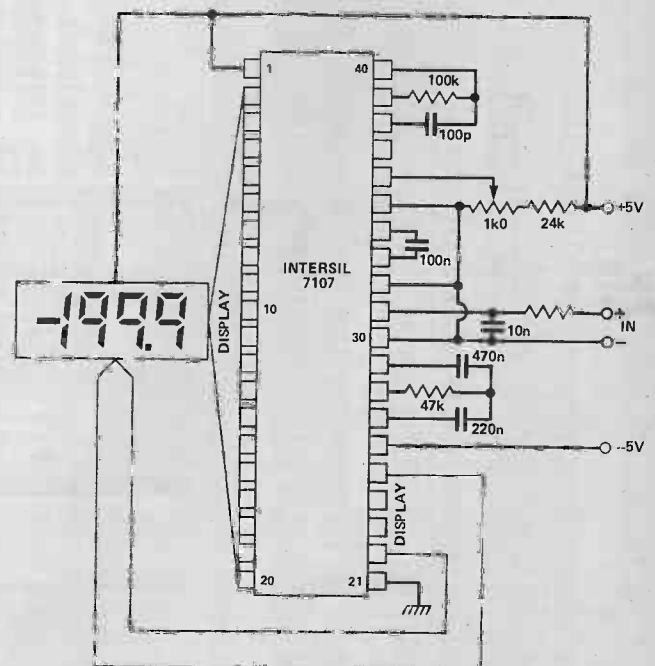 1
40
100k
100p
+5V
1k0
24k
INTERSIL
7107
100n
-199.9
DISPLAY
10
+
IN
10n
30
−
470n
47k
220n
--5V
DISPLAY
20
21